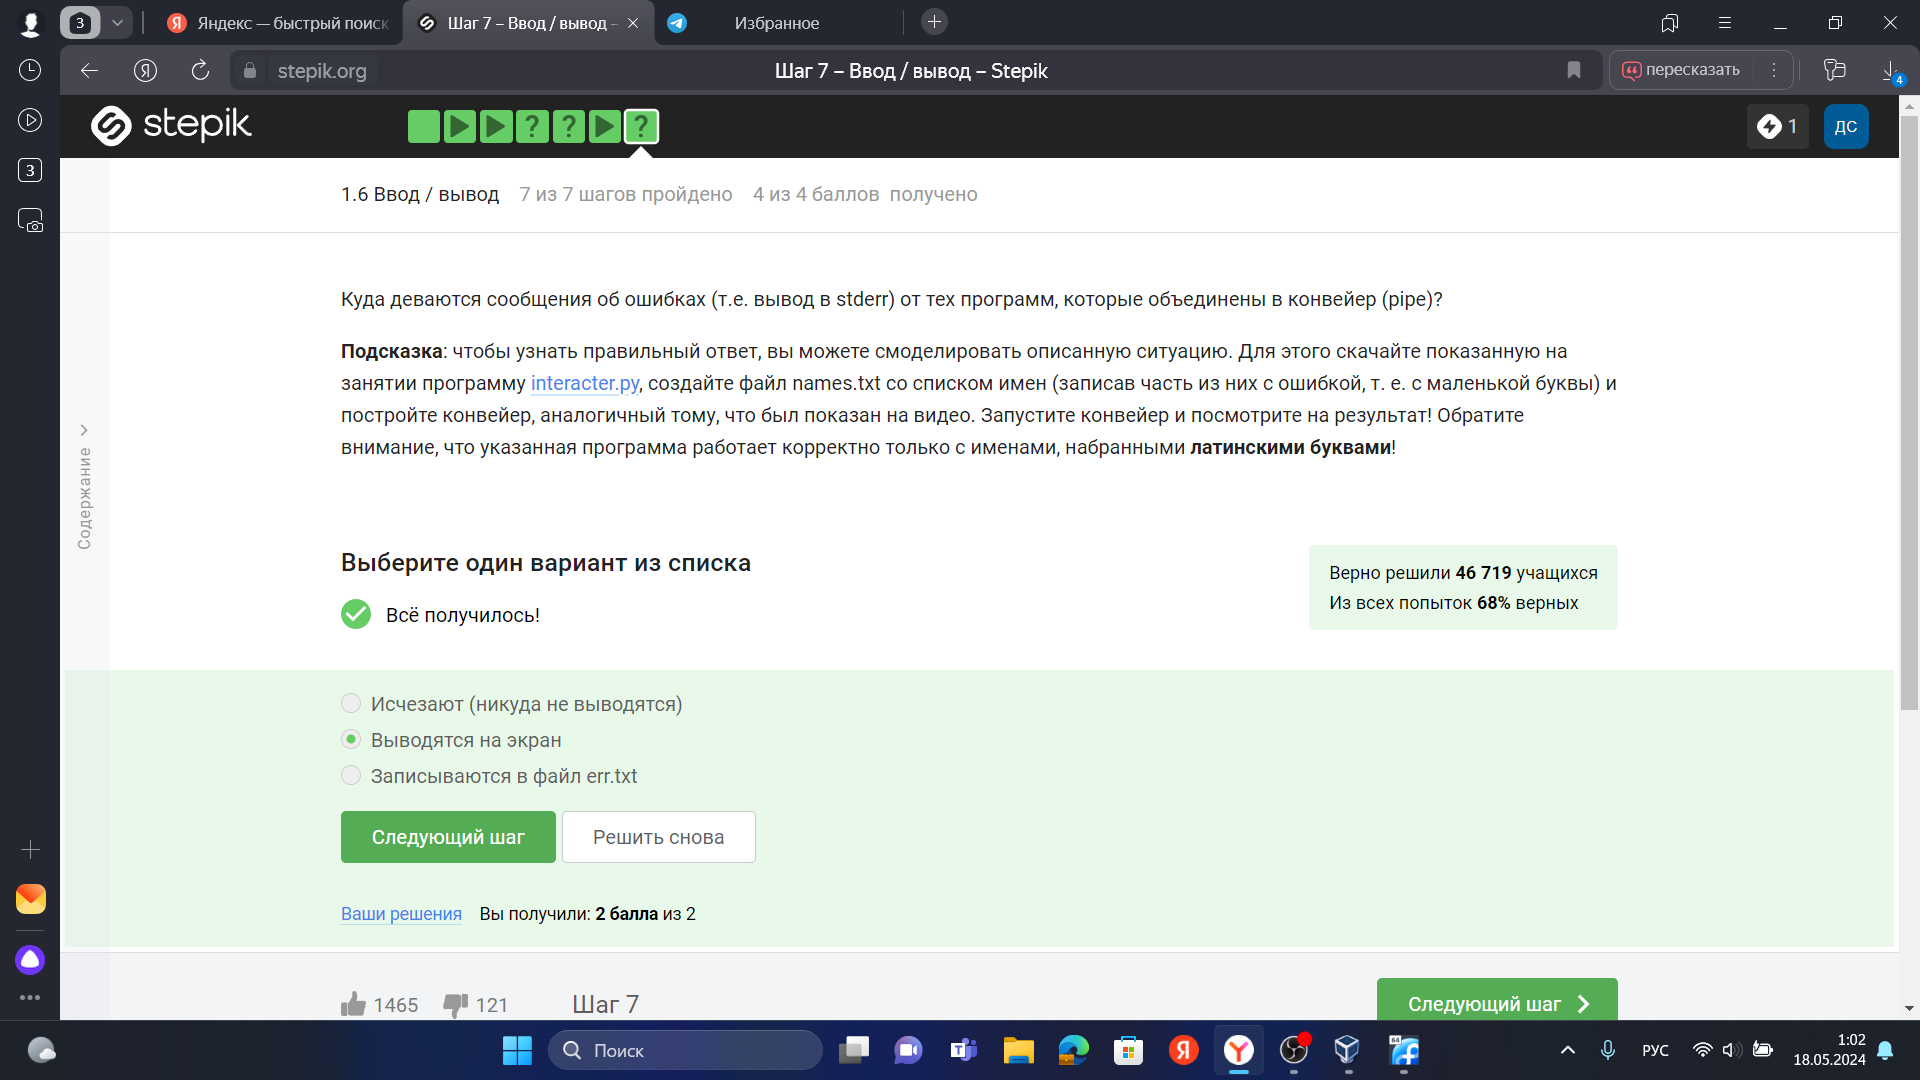 3
Яндекс — быстрый поиск
Шаг 7 – Ввод / вывод –
Избранное
stepik.org
Шаг 7 – Ввод / вывод – Stepik
пересказать
4
3
stepik
1
ДС
1.6 Ввод / вывод 7 из 7 шагов пройдено 4 из 4 баллов получено
Содержание
Куда деваются сообщения об ошибках (т.е. вывод в stderr) от тех программ, которые объединены в конвейер (pipe)?
Подсказка: чтобы узнать правильный ответ, вы можете смоделировать описанную ситуацию. Для этого скачайте показанную на
занятии программу interacter.py, создайте файл names.txt со списком имен (записав часть из них с ошибкой, т. е. с маленькой буквы) и
постройте конвейер, аналогичный тому, что был показан на видео. Запустите конвейер и посмотрите на результат! Обратите
внимание, что указанная программа работает корректно только с именами, набранными латинскими буквами!
Выберите один вариант из списка
Всё получилось!
Верно решили 46 719 учащихся
Из всех попыток 68% верных
Исчезают (никуда не выводятся)
Выводятся на экран
Записываются в файл err.txt
Следующий шаг
Решить снова
Ваши решения Вы получили: 2 балла из 2
1465
121
Шаг 7
Следующий шаг
Поиск
64
РУС
1:02
18.05.2024